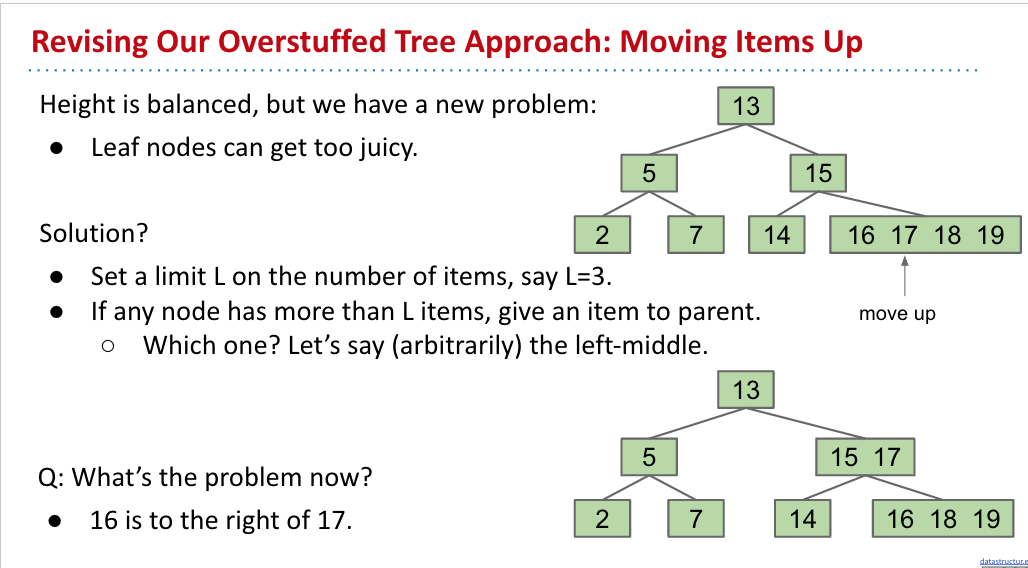 Revising Our Overstuffed Tree Approach: Moving Items Up
Height is balanced, but we have a new problem:
● Leaf nodes can get too juicy.
13
5
15
2
7
14
16 17 18 19
move up
Solution?
● Set a limit L on the number of items, say L=3.
● If any node has more than L items, give an item to parent.
○ Which one? Let’s say (arbitrarily) the left-middle.
13
5
15 17
2
7
14
16 18 19
Q: What’s the problem now?
● 16 is to the right of 17.
datastructur.e